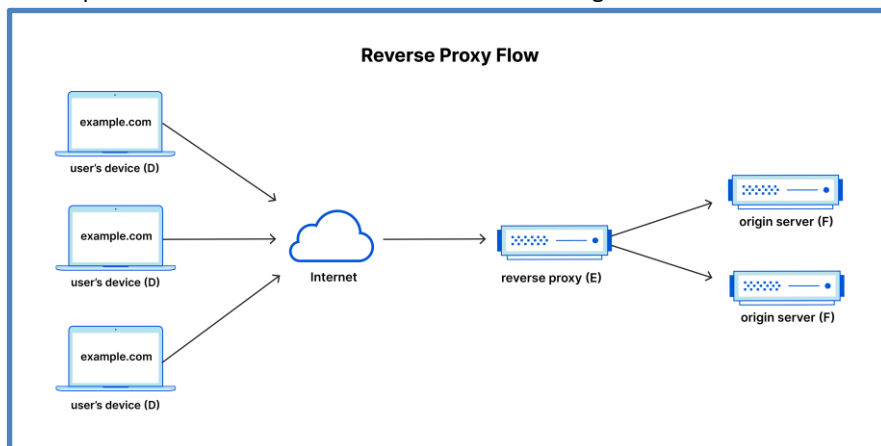 Reverse Proxy Flow
example.com
user's device (D)
example.com
user's device (D)
example.com
user's device (D)
Internet
reverse proxy (E)
origin server (F)
origin server (F)